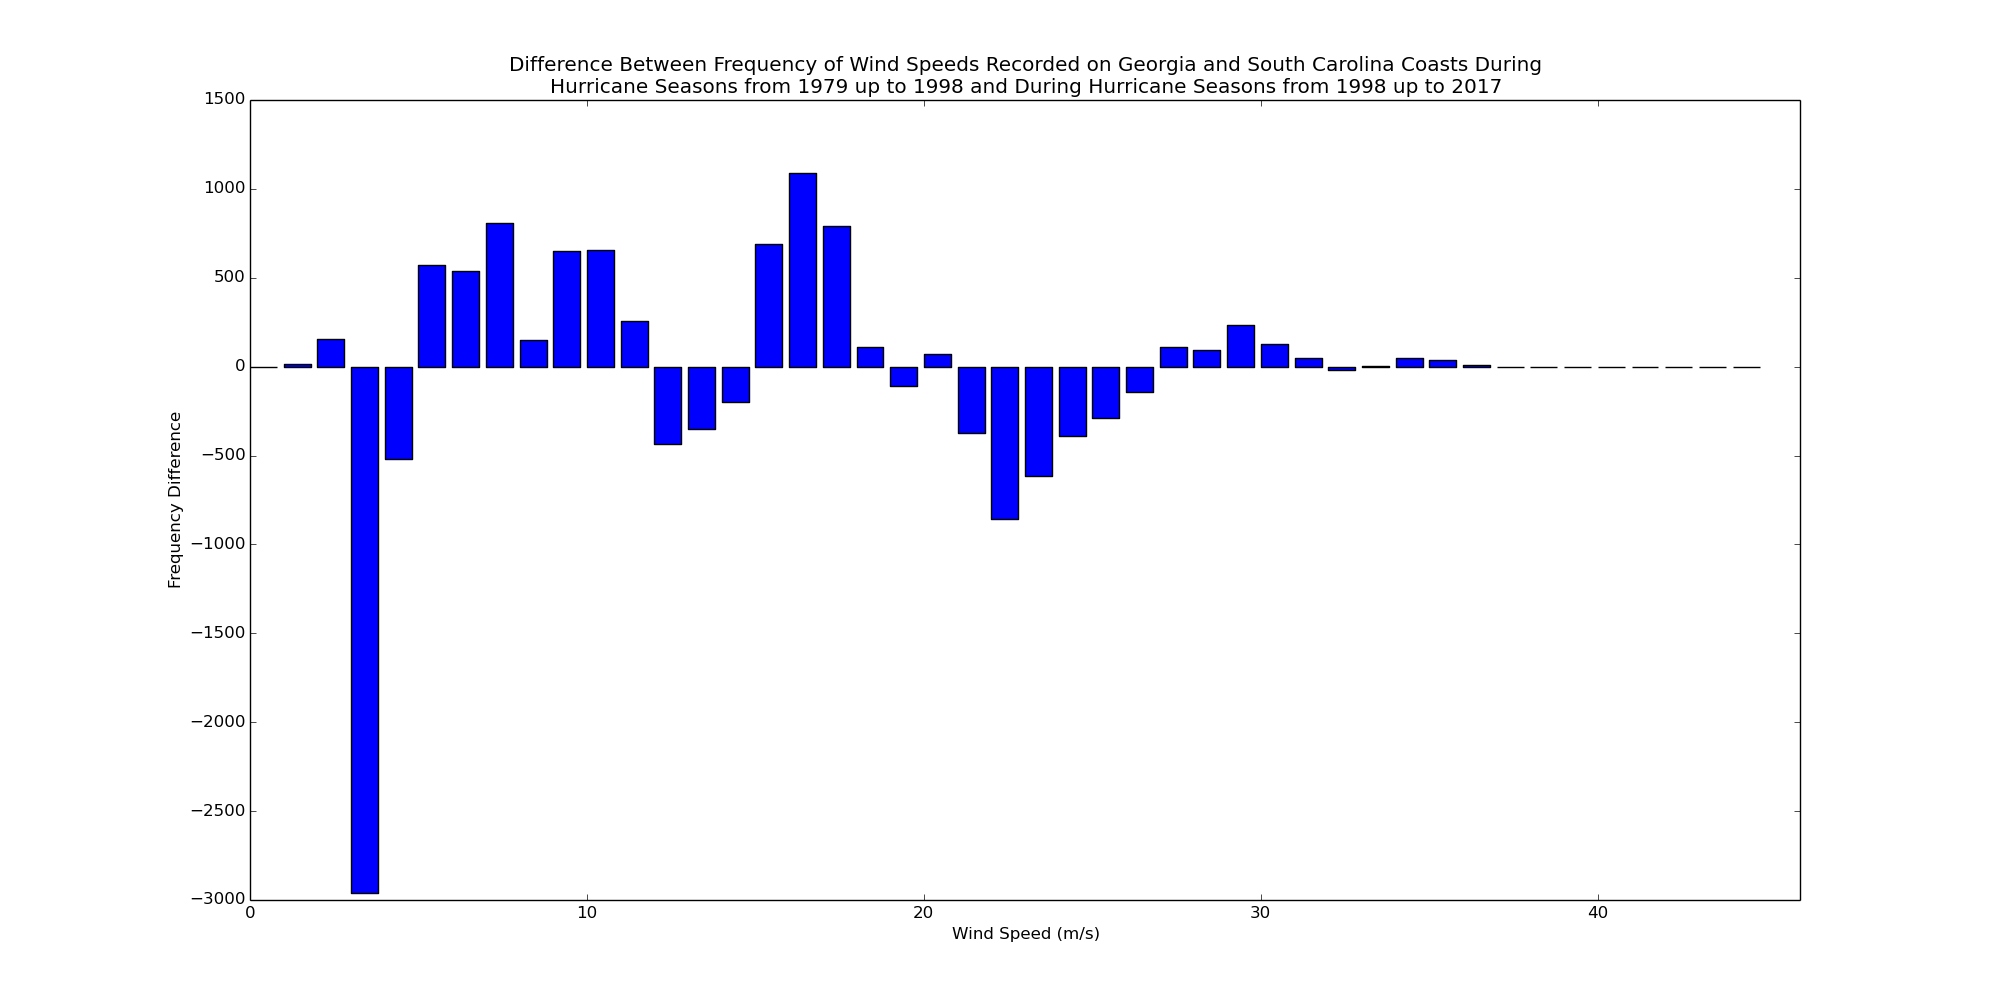 Difference Between Frequency of Wind Speeds Recorded on Georgia and South Carolina Coasts During
Hurricane Seasons from 1979 up to 1998 and During Hurricane Seasons from 1998 up to 2017
1500
1000
500
0
−500
−1000
−1500
−2000
−2500
−3000
Frequency Difference
0 10 20 30 40
Wind Speed (m/s)